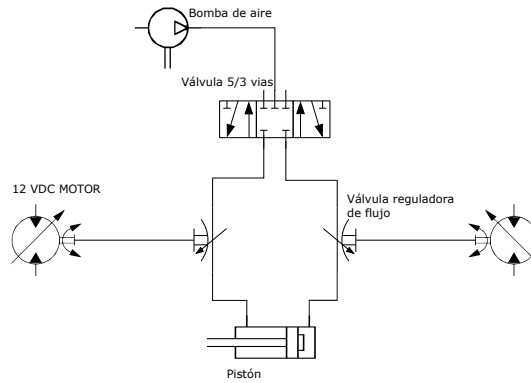 Bomba de aire
Válvula 5/3 vias
12 VDC MOTOR
Válvula reguladora
de flujo
Pistón